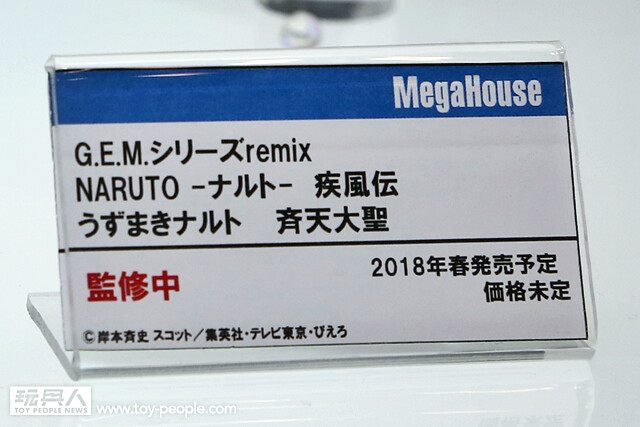 MegaHouse
G.E.M.シリーズremix
NARUTO -ナルト- 疾風伝
うずまきナルト 斉天大聖
監修中
2018年春発売予定
価格未定
©岸本斉史 スコット/集英社・テレビ東京・ぴえろ
玩具人
TOY PEOPLE NEWS
www.toy-people.com